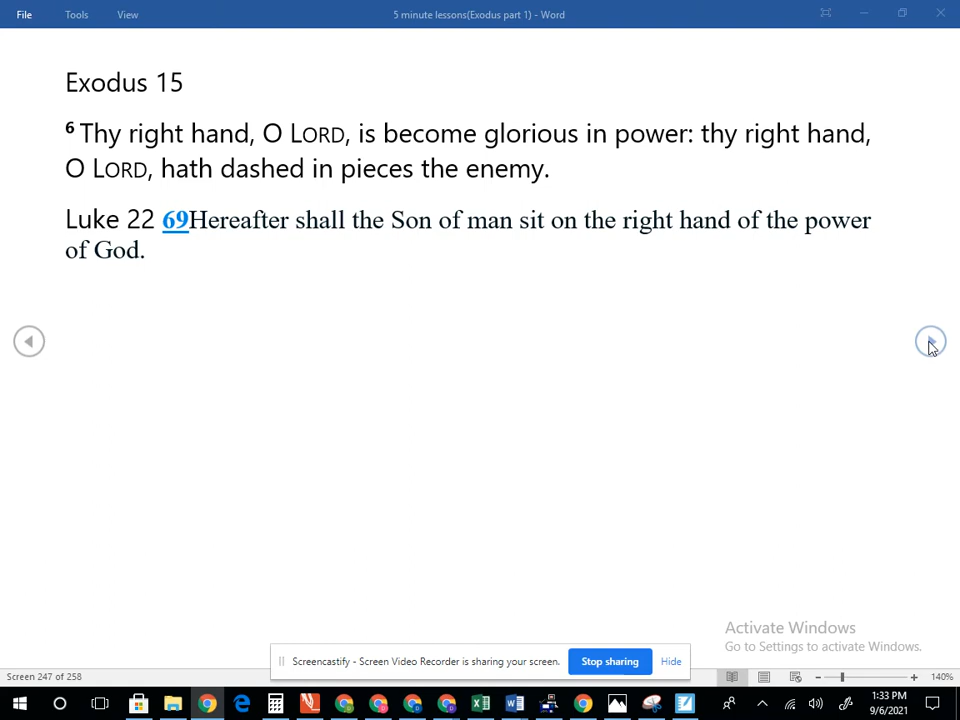 File Tools View 5 minute lessons(Exodus part 1) - Word
Exodus 15
6 Thy right hand, O LORD, is become glorious in power: thy right hand,
O LORD, hath dashed in pieces the enemy.
Luke 22 69Hereafter shall the Son of man sit on the right hand of the power
of God.
Activate Windows
Go to Settings to activate Windows.
Screencastify - Screen Video Recorder is sharing your screen. Stop sharing Hide
Screen 247 of 258 140%
1:33 PM
9/6/2021